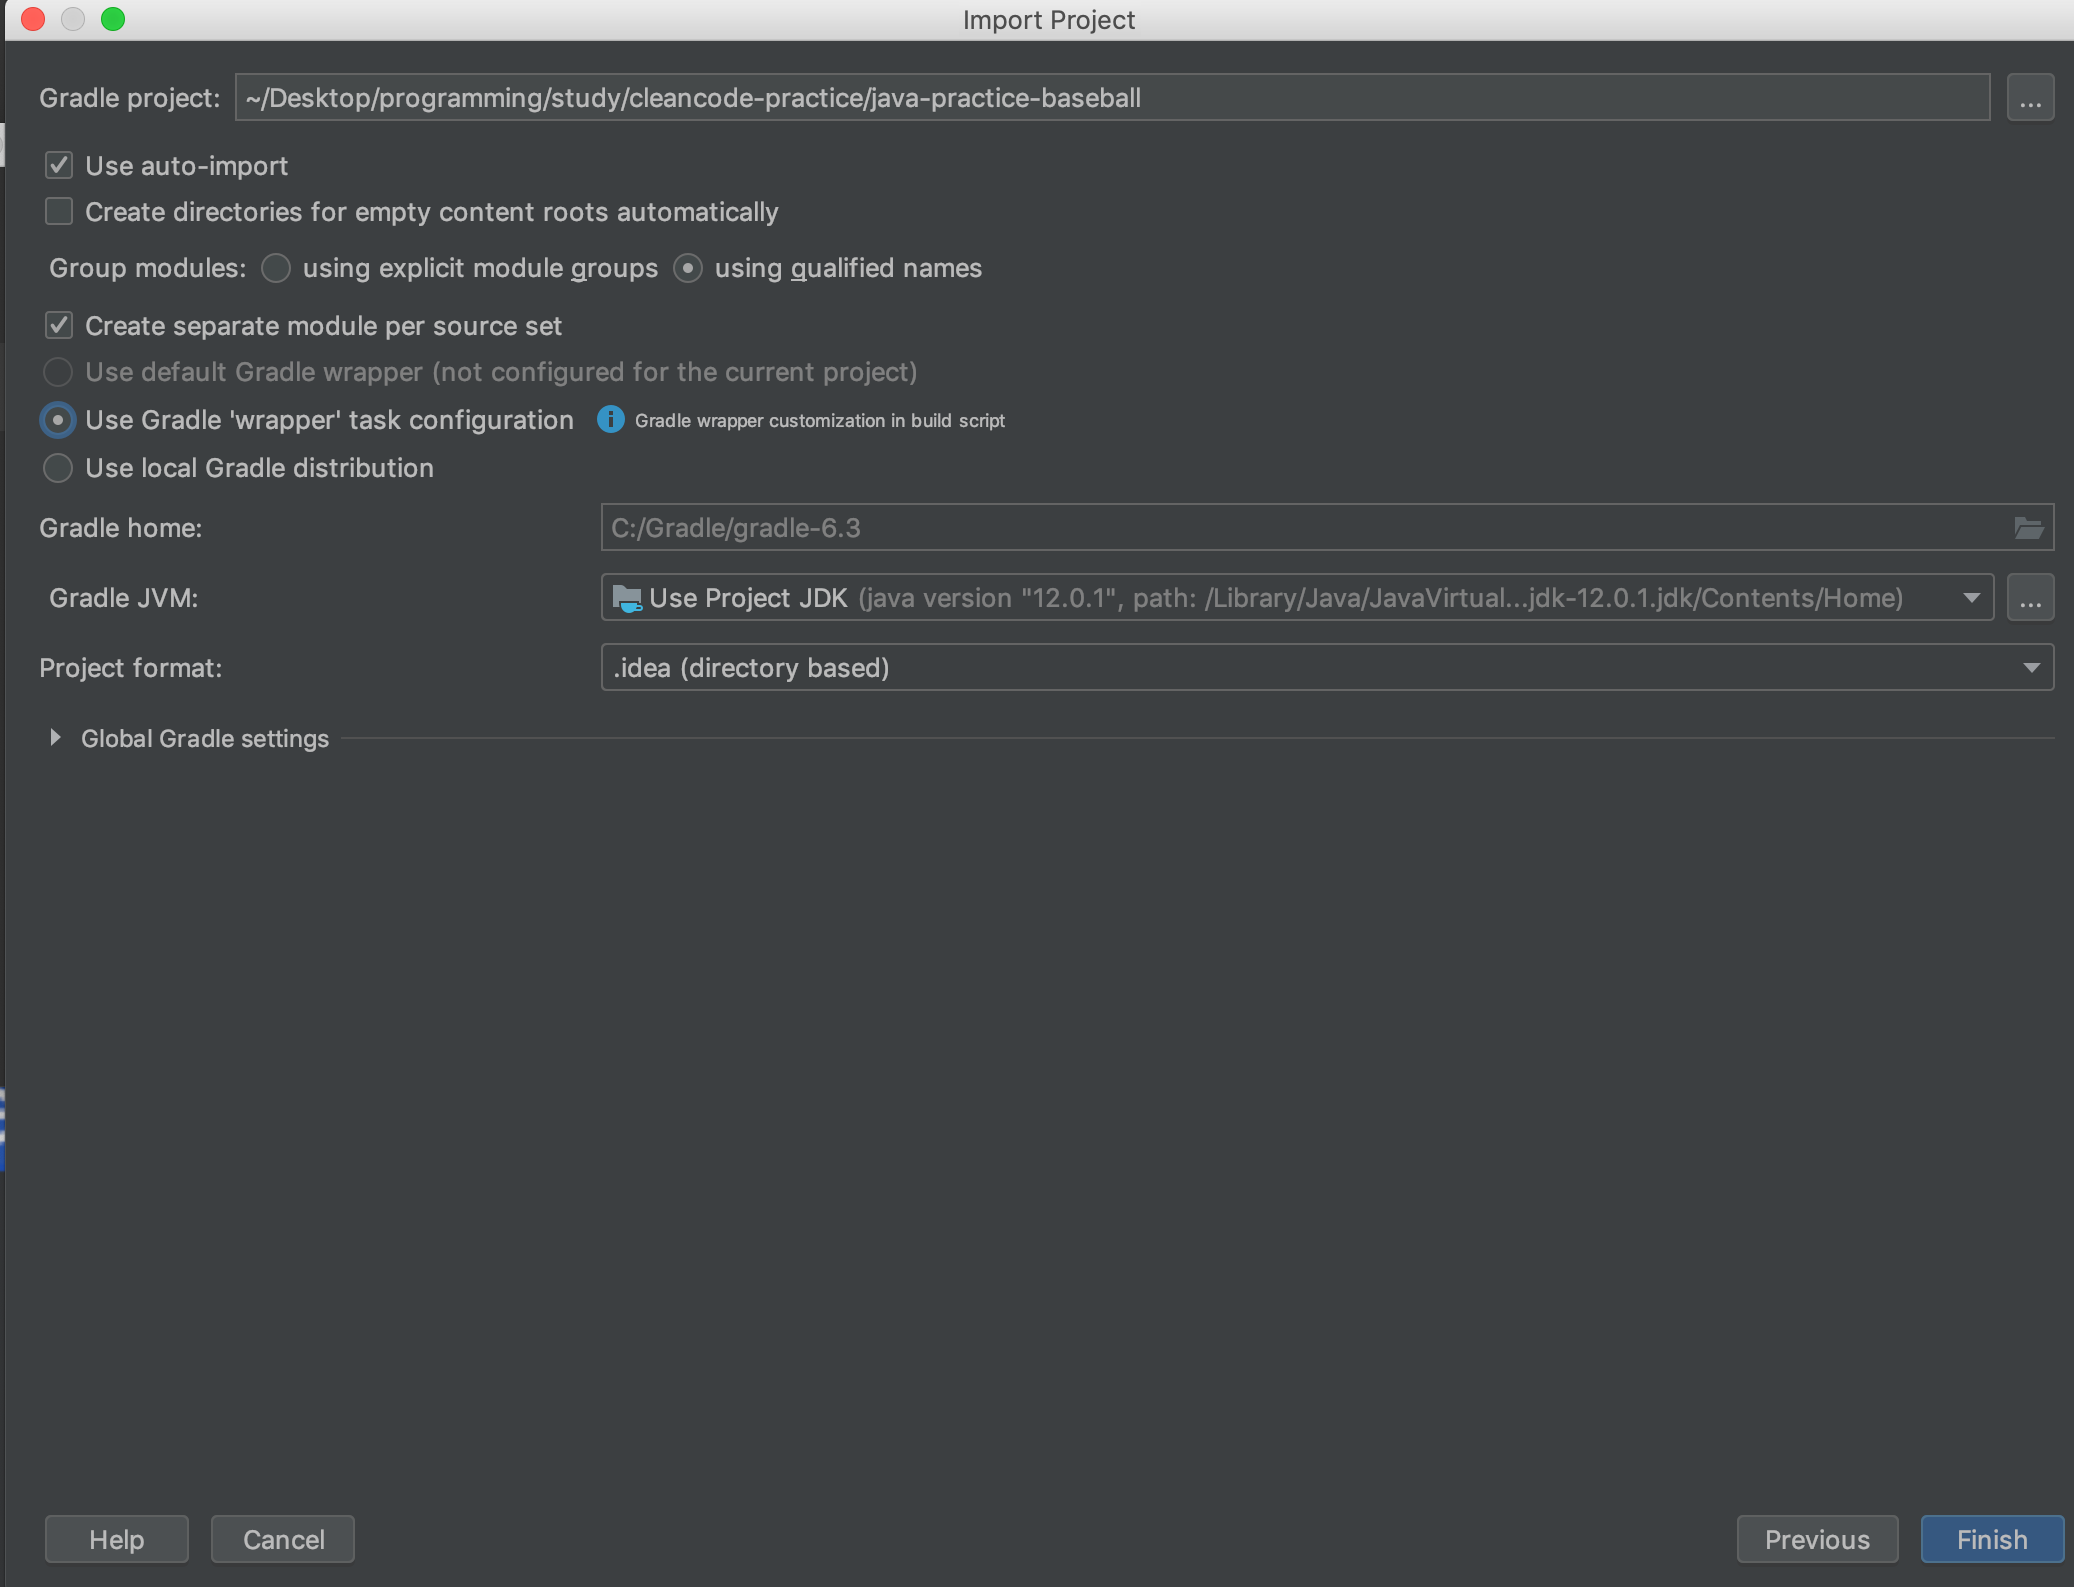 Import Project
Gradle project: ~/Desktop/programming/study/cleancode-practice/java-practice-baseball ...
Use auto-import
Create directories for empty content roots automatically
Group modules: using explicit module groups using qualified names
Create separate module per source set
Use default Gradle wrapper (not configured for the current project)
Use Gradle 'wrapper' task configuration Gradle wrapper customization in build script
Use local Gradle distribution
Gradle home: C:/Gradle/gradle-6.3
Gradle JVM: Use Project JDK (java version "12.0.1", path: /Library/Java/JavaVirtual...jdk-12.0.1.jdk/Contents/Home) ...
Project format: .idea (directory based)
Global Gradle settings
Help Cancel Previous Finish